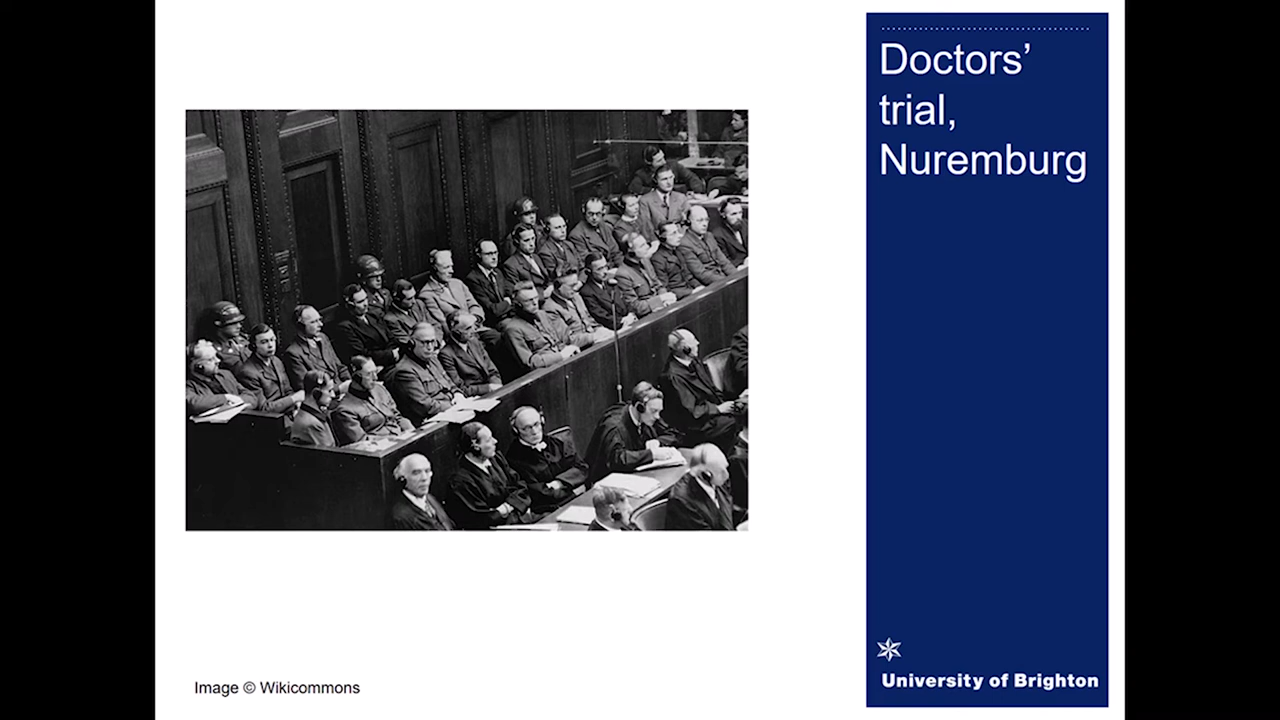 Doctors’
trial,
Nuremburg
University of Brighton
Image © Wikicommons